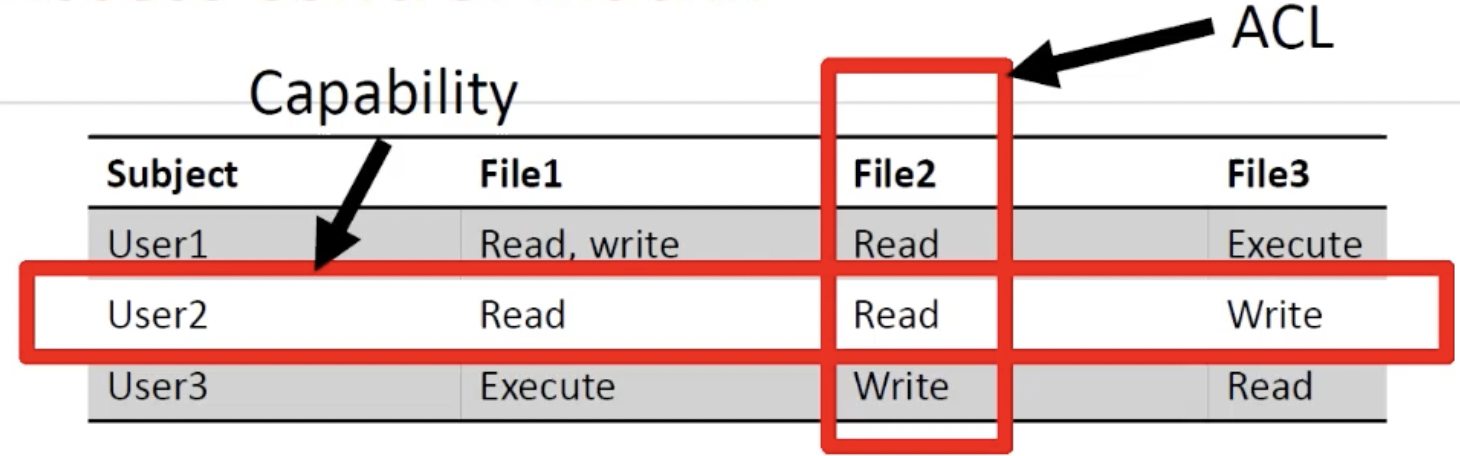 ACL
Capability
Subject File1 File2 File3
User1 Read, write Read Execute
User2 Read Read Write
User3 Execute Write Read